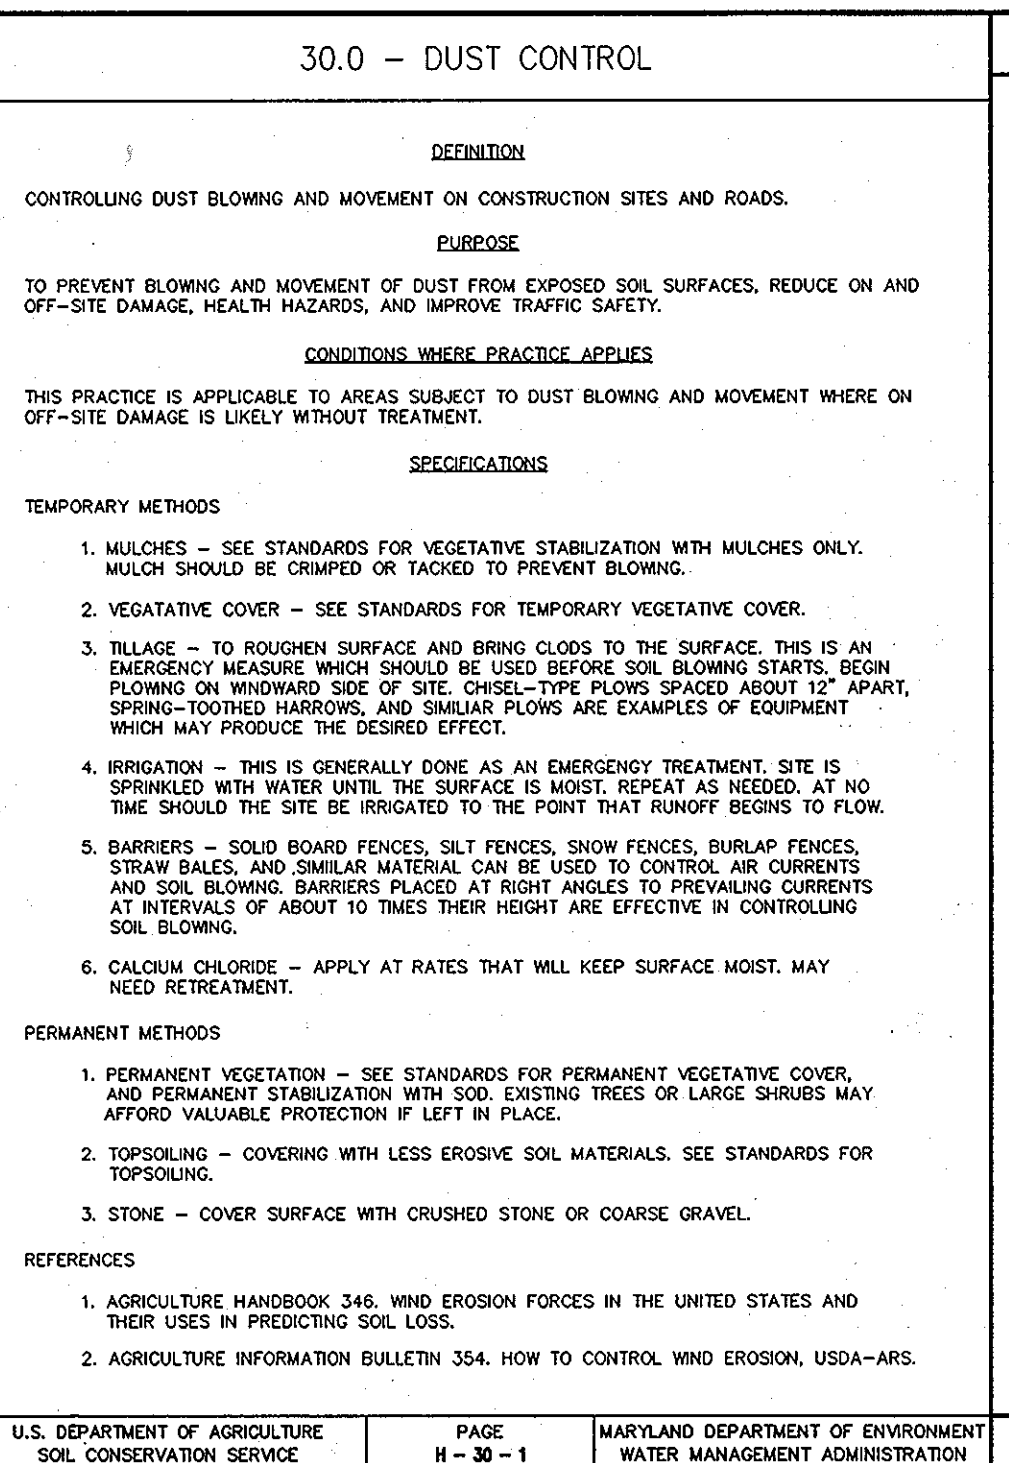 30.0 – DUST CONTROL
DEFINITION
CONTROLLING DUST BLOWING AND MOVEMENT ON CONSTRUCTION SITES AND ROADS.
PURPOSE
TO PREVENT BLOWING AND MOVEMENT OF DUST FROM EXPOSED SOIL SURFACES, REDUCE ON AND
OFF-SITE DAMAGE, HEALTH HAZARDS, AND IMPROVE TRAFFIC SAFETY.
CONDITIONS WHERE PRACTICE APPLIES
THIS PRACTICE IS APPLICABLE TO AREAS SUBJECT TO DUST BLOWING AND MOVEMENT WHERE ON
OFF-SITE DAMAGE IS LIKELY WITHOUT TREATMENT.
SPECIFICATIONS
TEMPORARY METHODS
1. MULCHES – SEE STANDARDS FOR VEGETATIVE STABILIZATION WITH MULCHES ONLY.
MULCH SHOULD BE CRIMPED OR TACKED TO PREVENT BLOWING.
2. VEGATATIVE COVER – SEE STANDARDS FOR TEMPORARY VEGETATIVE COVER.
3. TILLAGE – TO ROUGHEN SURFACE AND BRING CLODS TO THE SURFACE. THIS IS AN
EMERGENCY MEASURE WHICH SHOULD BE USED BEFORE SOIL BLOWING STARTS. BEGIN
PLOWING ON WINDWARD SIDE OF SITE. CHISEL-TYPE PLOWS SPACED ABOUT 12" APART,
SPRING-TOOTHED HARROWS, AND SIMILIAR PLOWS ARE EXAMPLES OF EQUIPMENT
WHICH MAY PRODUCE THE DESIRED EFFECT.
4. IRRIGATION – THIS IS GENERALLY DONE AS AN EMERGENGY TREATMENT. SITE IS
SPRINKLED WITH WATER UNTIL THE SURFACE IS MOIST. REPEAT AS NEEDED. AT NO
TIME SHOULD THE SITE BE IRRIGATED TO THE POINT THAT RUNOFF BEGINS TO FLOW.
5. BARRIERS – SOLID BOARD FENCES, SILT FENCES, SNOW FENCES, BURLAP FENCES,
STRAW BALES, AND SIMIILAR MATERIAL CAN BE USED TO CONTROL AIR CURRENTS
AND SOIL BLOWING. BARRIERS PLACED AT RIGHT ANGLES TO PREVAILING CURRENTS
AT INTERVALS OF ABOUT 10 TIMES THEIR HEIGHT ARE EFFECTIVE IN CONTROLLING
SOIL BLOWING.
6. CALCIUM CHLORIDE – APPLY AT RATES THAT WILL KEEP SURFACE MOIST. MAY
NEED RETREATMENT.
PERMANENT METHODS
1. PERMANENT VEGETATION – SEE STANDARDS FOR PERMANENT VEGETATIVE COVER,
AND PERMANENT STABILIZATION WITH SOD. EXISTING TREES OR LARGE SHRUBS MAY
AFFORD VALUABLE PROTECTION IF LEFT IN PLACE.
2. TOPSOILING – COVERING WITH LESS EROSIVE SOIL MATERIALS. SEE STANDARDS FOR
TOPSOILING.
3. STONE – COVER SURFACE WITH CRUSHED STONE OR COARSE GRAVEL.
REFERENCES
1. AGRICULTURE HANDBOOK 346. WIND EROSION FORCES IN THE UNITED STATES AND
THEIR USES IN PREDICTING SOIL LOSS.
2. AGRICULTURE INFORMATION BULLETIN 354. HOW TO CONTROL WIND EROSION, USDA-ARS.
U.S. DEPARTMENT OF AGRICULTURE
SOIL CONSERVATION SERVICE
PAGE
H – 30 – 1
MARYLAND DEPARTMENT OF ENVIRONMENT
WATER MANAGEMENT ADMINISTRATION